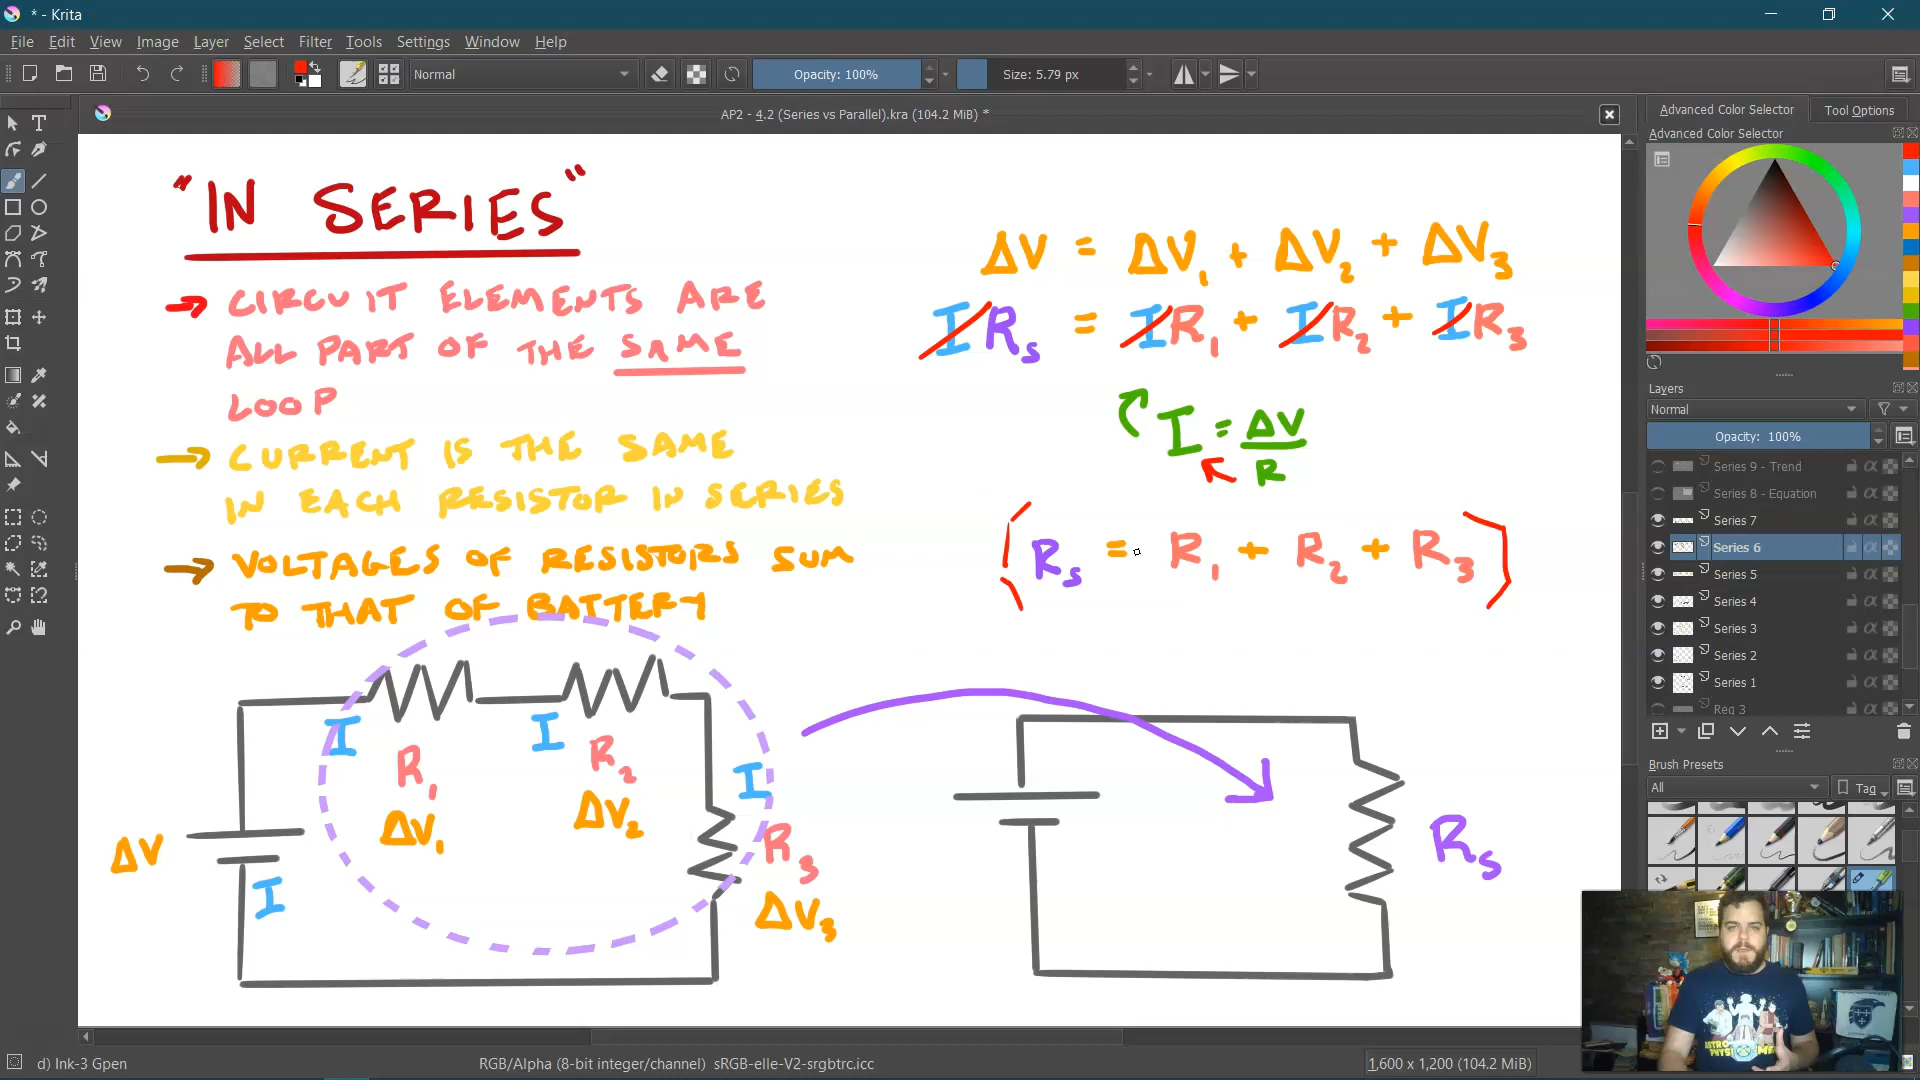 * - Krita
File Edit View Image Layer Select Filter Tools Settings Window Help
Normal Opacity: 100% Size: 5.79 px
AP2 - 4.2 (Series vs Parallel).kra (104.2 MiB) *
Advanced Color Selector Tool Options
Advanced Color Selector
"IN SERIES"
→ CIRCUIT ELEMENTS ARE
ALL PART OF THE SAME
LOOP
→ CURRENT IS THE SAME
IN EACH RESISTOR IN SERIES
→ VOLTAGES OF RESISTORS SUM
TO THAT OF BATTERY
ΔV = ΔV₁ + ΔV₂ + ΔV₃
IRₛ = IR₁ + IR₂ + IR₃
I = ΔV/R
Rₛ = R₁ + R₂ + R₃
I I I
R₁ R₂ R₃
ΔV₁ ΔV₂ ΔV₃
ΔV
I
Rₛ
Layers
Normal
Opacity: 100%
Series 9 - Trend
Series 8 - Equation
Series 7
Series 6
Series 5
Series 4
Series 3
Series 2
Series 1
Req 3
Brush Presets
All Tag
d) Ink-3 Gpen
RGB/Alpha (8-bit integer/channel) sRGB-elle-V2-srgbtrc.icc
1,600 x 1,200 (104.2 MiB)